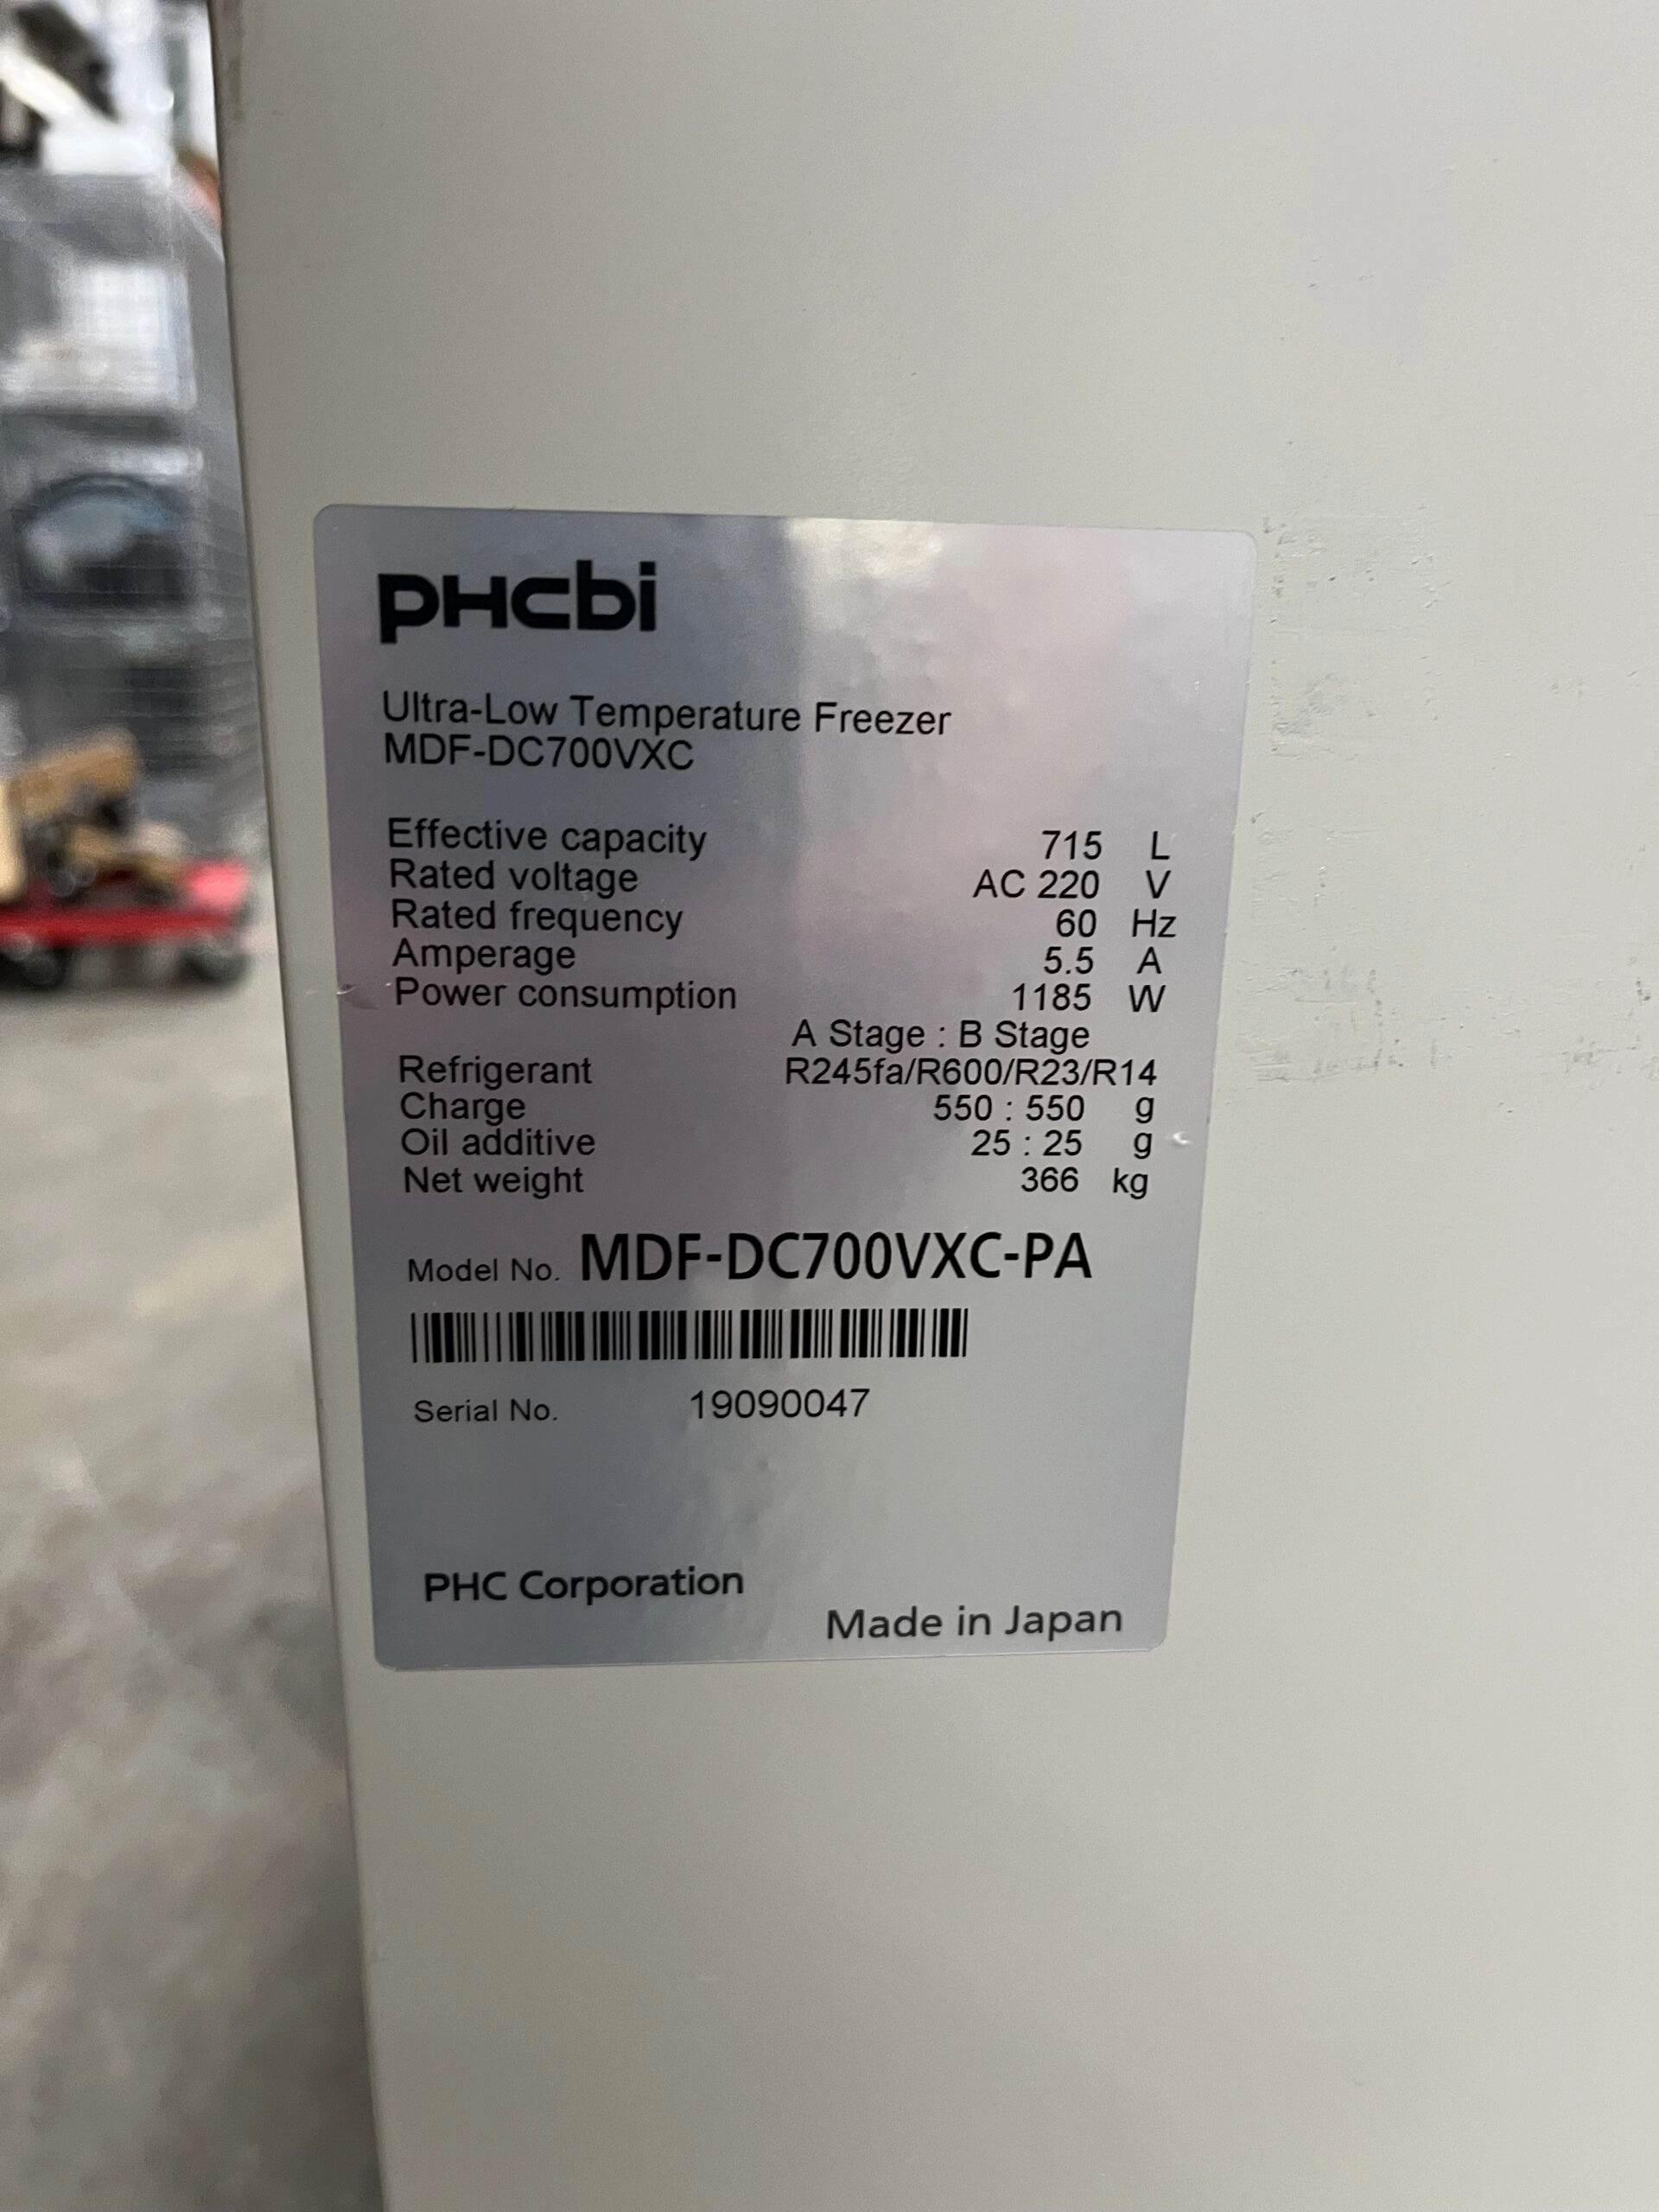 PHCbi
Ultra-Low Temperature Freezer
MDF-DC700VXC
Effective capacity 715 L
Rated voltage AC 220 V
Rated frequency 60 Hz
Amperage 5.5 A
Power consumption 1185 W
A Stage : B Stage
Refrigerant R245fa/R600/R23/R14
Charge 550 : 550 g
Oil additive 25 : 25 g
Net weight 366 kg
Model No. MDF-DC700VXC-PA
Serial No. 19090047
PHC Corporation
Made in Japan